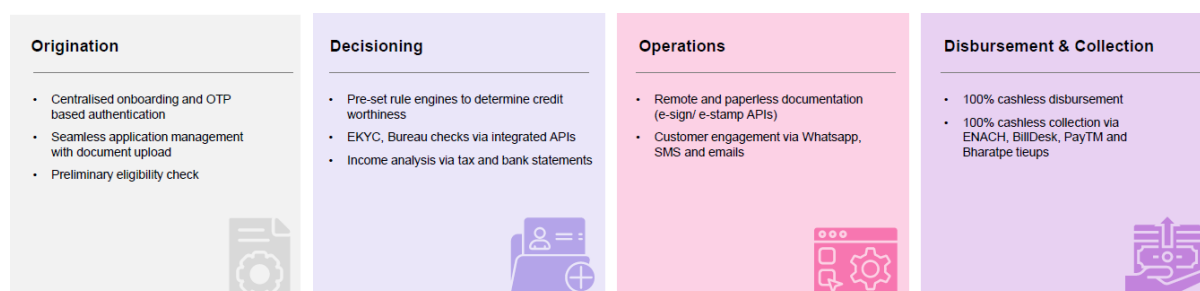 Origination
• Centralised onboarding and OTP
based authentication
• Seamless application management
with document upload
• Preliminary eligibility check
Decisioning
• Pre-set rule engines to determine credit
worthiness
• EKYC, Bureau checks via integrated APIs
• Income analysis via tax and bank statements
Operations
• Remote and paperless documentation
(e-sign/ e-stamp APIs)
• Customer engagement via Whatsapp,
SMS and emails
Disbursement & Collection
• 100% cashless disbursement
• 100% cashless collection via
ENACH, BillDesk, PayTM and
Bharatpe tieups